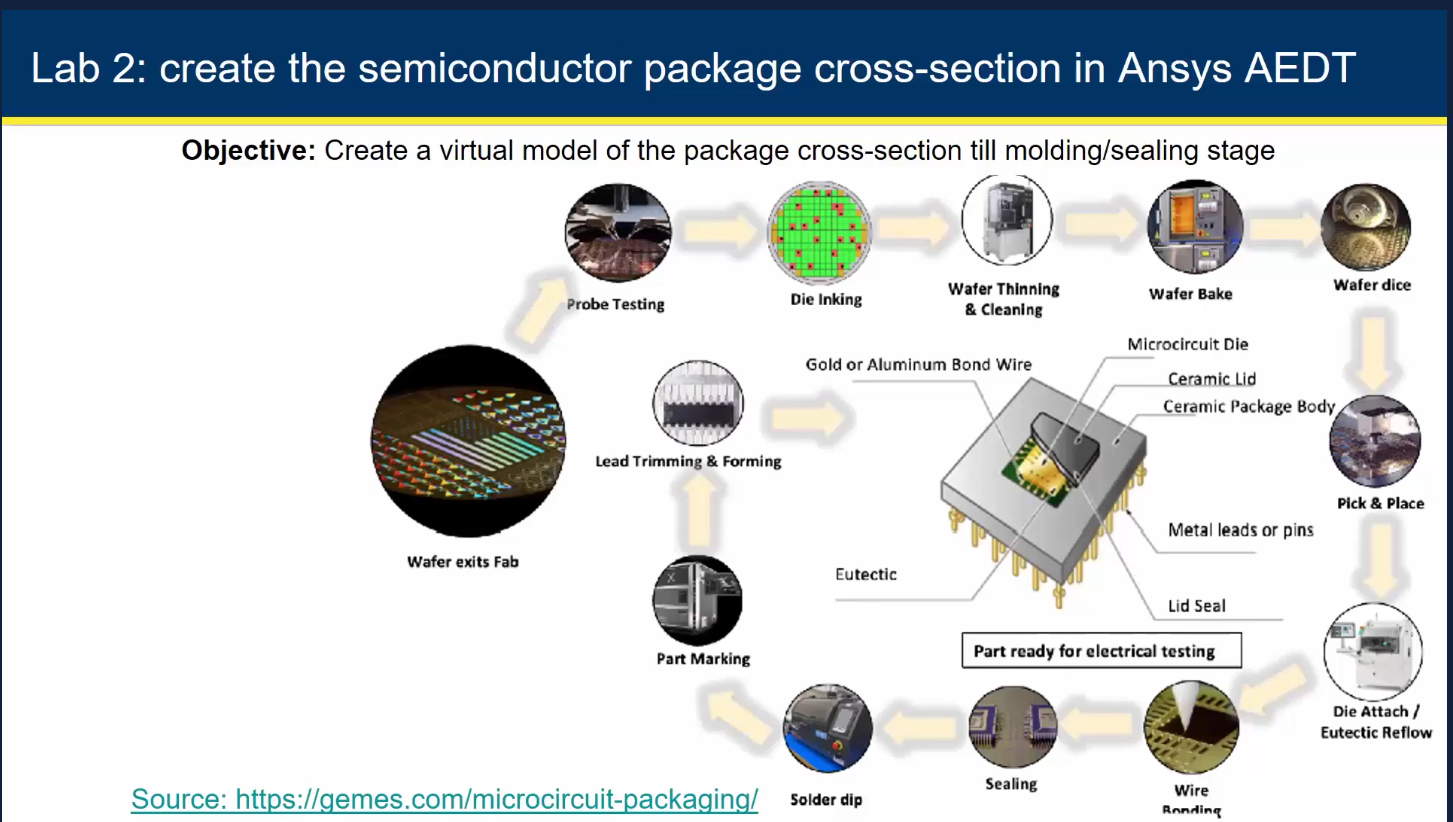 Lab 2: create the semiconductor package cross-section in Ansys AEDT
Objective: Create a virtual model of the package cross-section till molding/sealing stage
Probe Testing
Die Inking
Wafer Thinning
& Cleaning
Wafer Bake
Wafer dice
Microcircuit Die
Gold or Aluminum Bond Wire
Ceramic Lid
Ceramic Package Body
Lead Trimming & Forming
Pick & Place
Metal leads or pins
Wafer exits Fab
Eutectic
Lid Seal
Part ready for electrical testing
Part Marking
Die Attach /
Eutectic Reflow
Sealing
Wire
Bonding
Solder dip
Source: https://gemes.com/microcircuit-packaging/